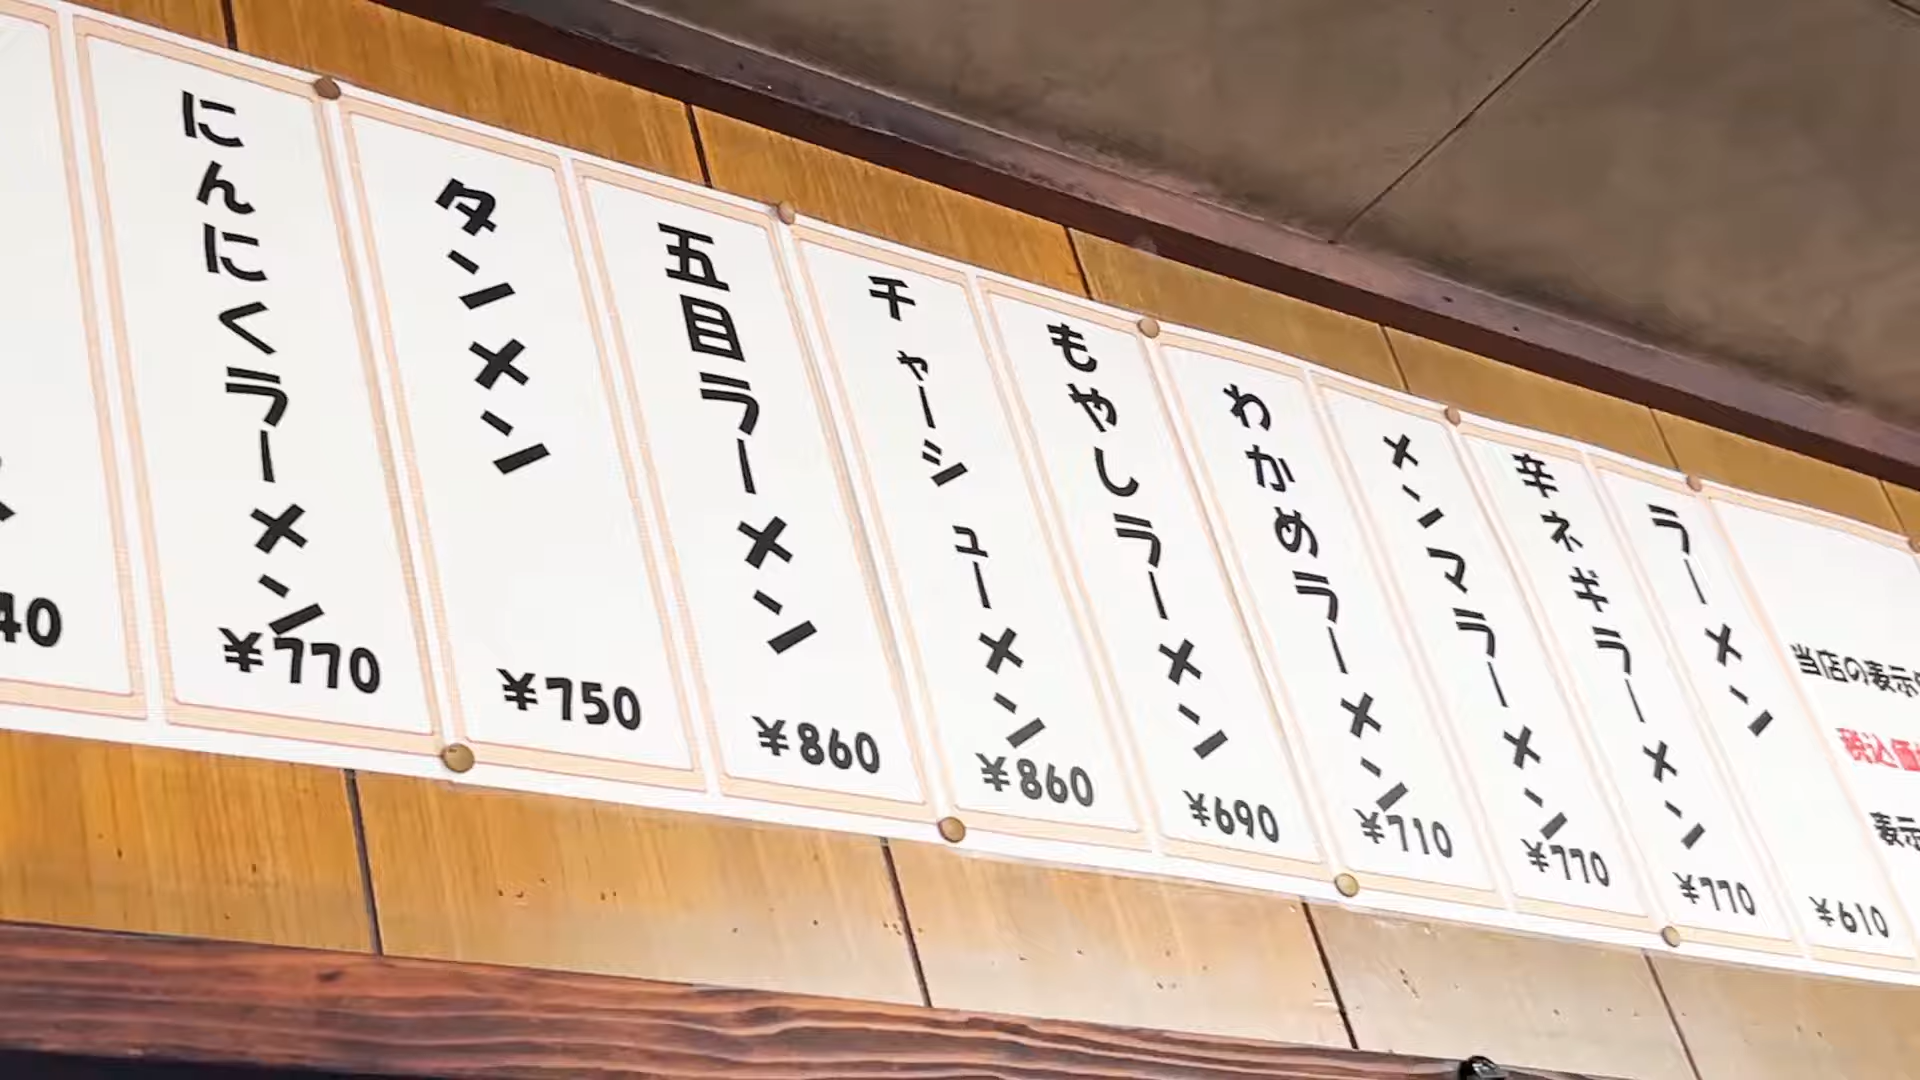 当店の表示
税込価
表示
ラーメン
¥610
辛ネギラーメン
¥770
メンマラーメン
¥770
わかめラーメン
¥710
もやしラーメン
¥690
チャーシューメン
¥860
五目ラーメン
¥860
タンメン
¥750
にんにくラーメン
¥770
40